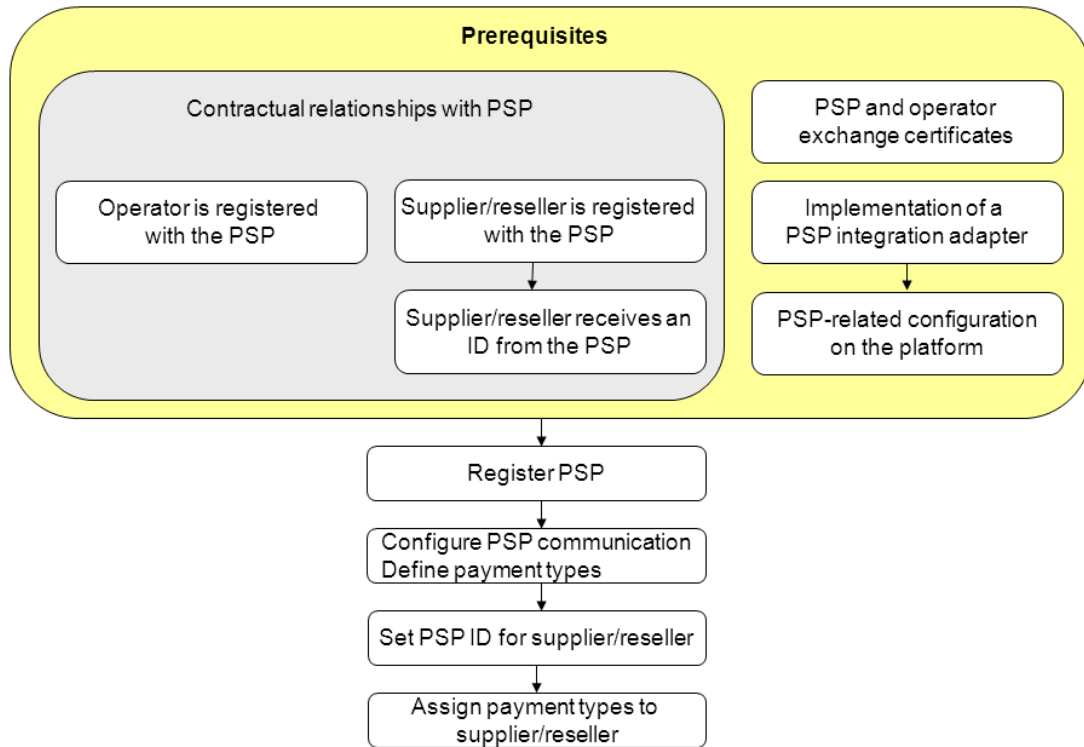 Prerequisites
Contractual relationships with PSP
Operator is registered
with the PSP
Supplier/reseller is registered
with the PSP
Supplier/reseller receives an
ID from the PSP
PSP and operator
exchange certificates
Implementation of a
PSP integration adapter
PSP-related configuration
on the platform
Register PSP
Configure PSP communication
Define payment types
Set PSP ID for supplier/reseller
Assign payment types to
supplier/reseller